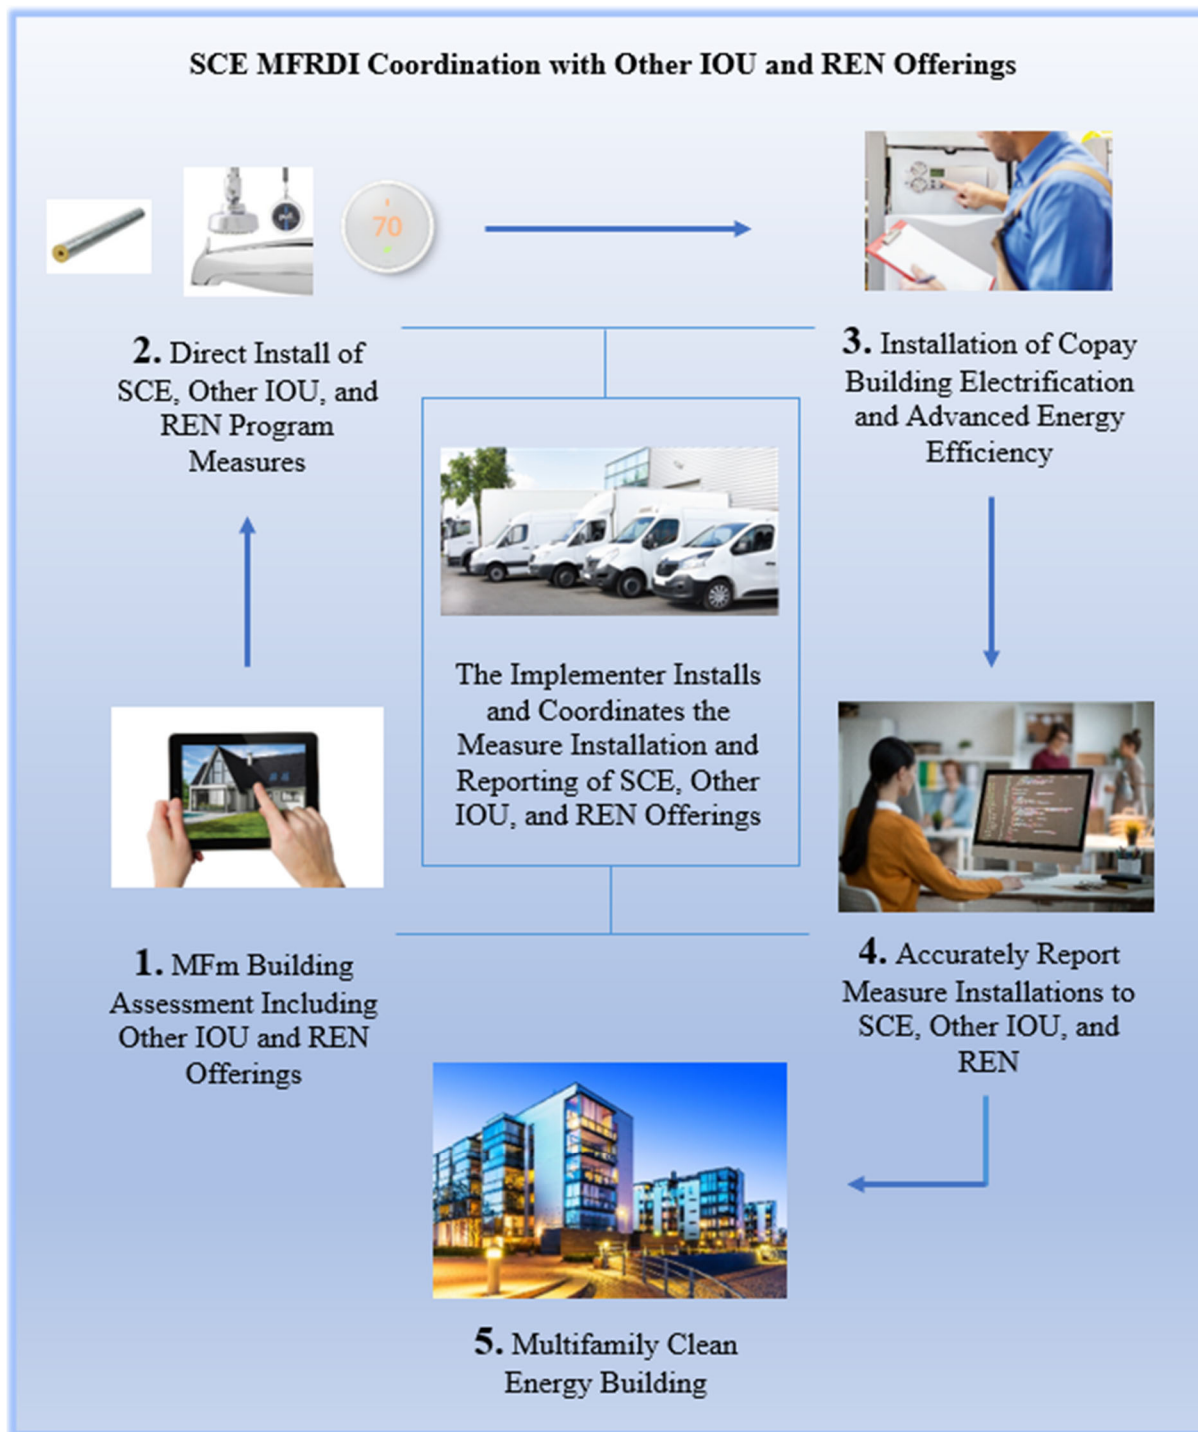 SCE MFRDI Coordination with Other IOU and REN Offerings
70
2. Direct Install of
SCE, Other IOU, and
REN Program
Measures
3. Installation of Copay
Building Electrification
and Advanced Energy
Efficiency
The Implementer Installs
and Coordinates the
Measure Installation and
Reporting of SCE, Other
IOU, and REN Offerings
1. MFm Building
Assessment Including
Other IOU and REN
Offerings
4. Accurately Report
Measure Installations to
SCE, Other IOU, and
REN
5. Multifamily Clean
Energy Building